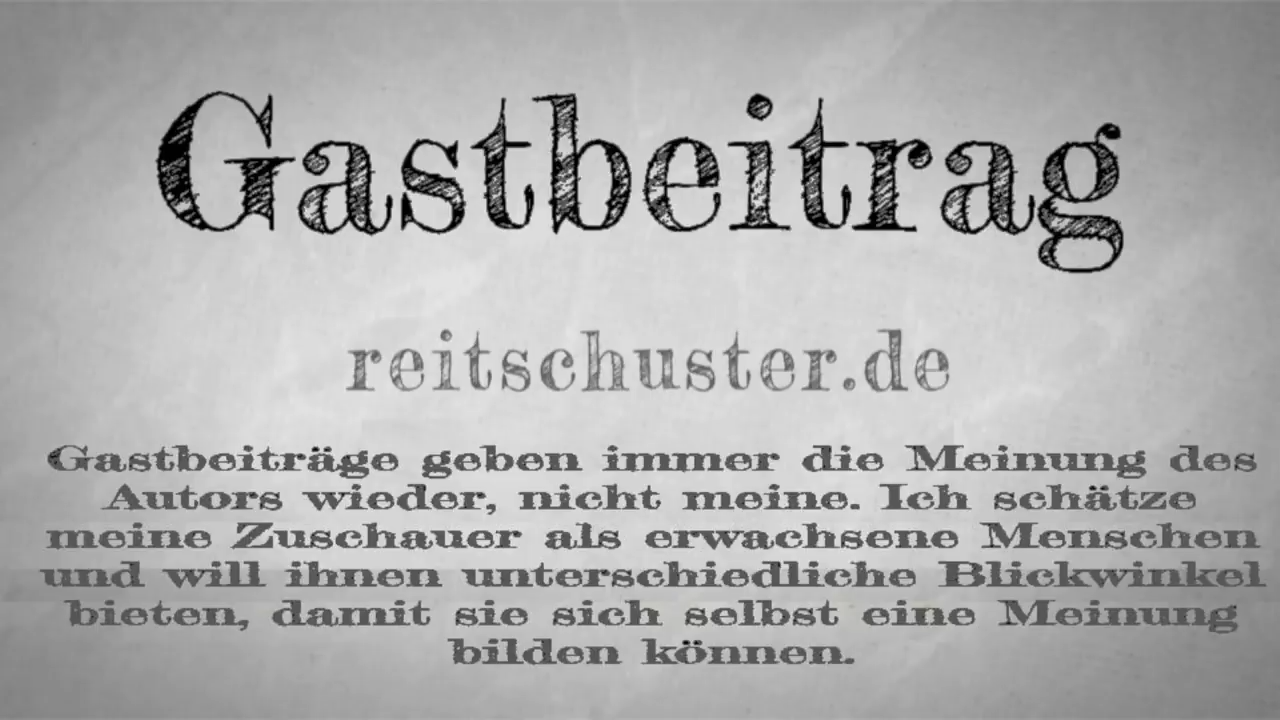 Gastbeitrag
reitschuster.de
Gastbeiträge geben immer die Meinung des
Autors wieder, nicht meine. Ich schätze
meine Zuschauer als erwachsene Menschen
und will ihnen unterschiedliche Blickwinkel
bieten, damit sie sich selbst eine Meinung
bilden können.